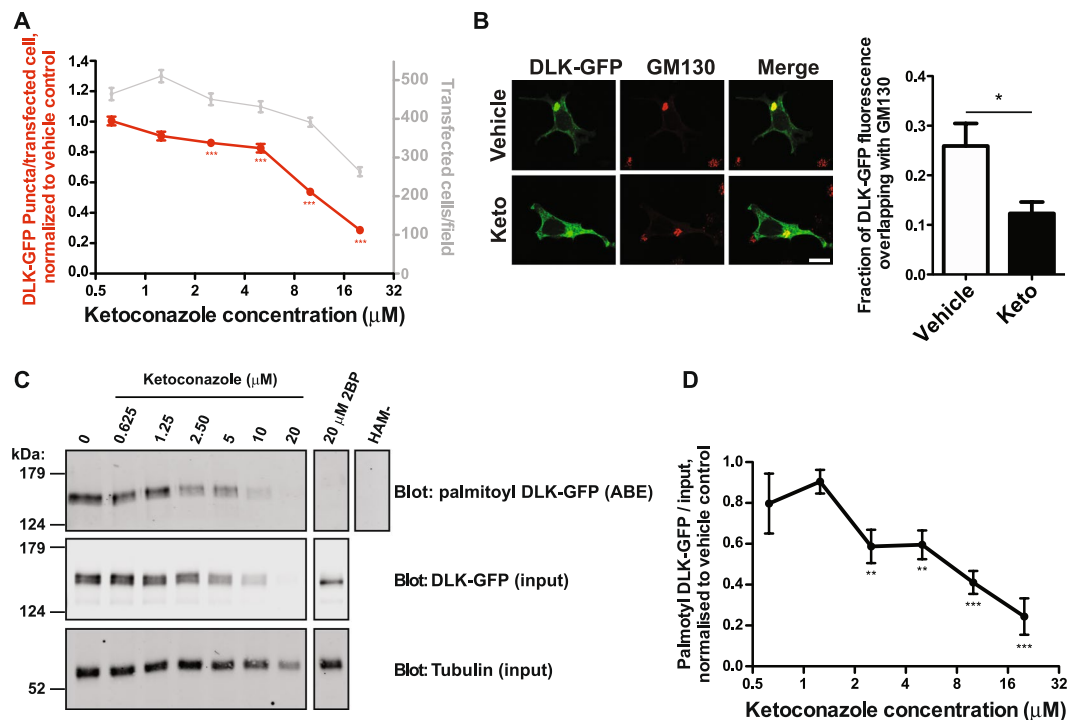 A
DLK-GFP Puncta/transfected cell,
normalized to vehicle control
1.4
1.2
1.0
0.8
0.6
0.4
0.2
0.0
***
***
***
***
500
400
300
200
100
0
Transfected cells/field
0.5 1 2 4 8 16 32
Ketoconazole concentration (μM)
B
DLK-GFP GM130 Merge
Vehicle
Keto
Fraction of DLK-GFP fluorescence
overlapping with GM130
0.4
0.3
0.2
0.1
0.0
*
Vehicle
Keto
C
Ketoconazole (μM)
0 0.625 1.25 2.50 5 10 20 20 μM 2BP HAM-
kDa:
179
124
Blot: palmitoyl DLK-GFP (ABE)
179
124
Blot: DLK-GFP (input)
52
Blot: Tubulin (input)
D
Palmotyl DLK-GFP / input,
normalised to vehicle control
1.0
0.8
0.6
0.4
0.2
0.0
**
**
***
***
0.5 1 2 4 8 16 32
Ketoconazole concentration (μM)